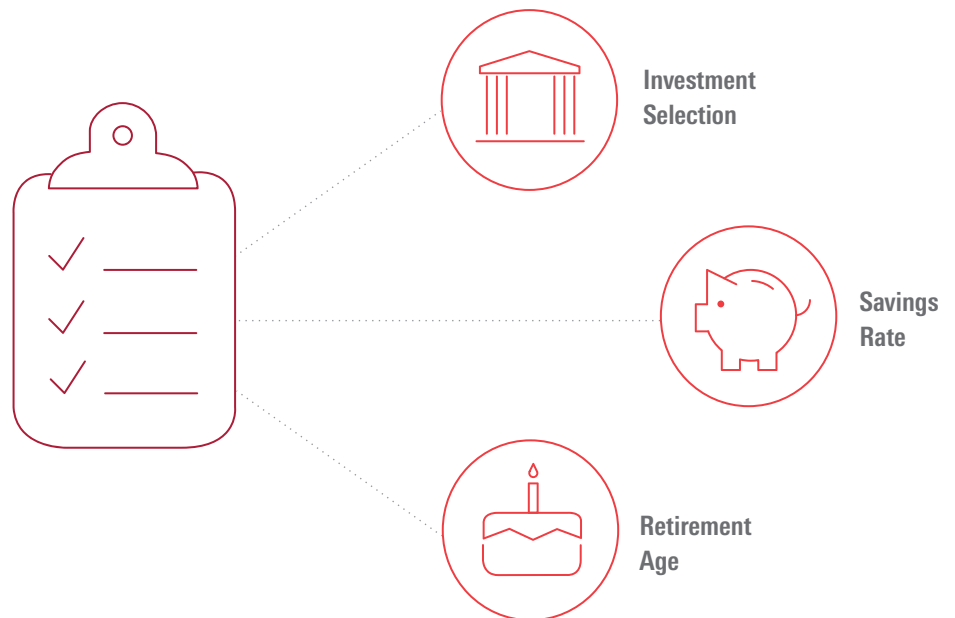 Investment
Selection
Savings
Rate
Retirement
Age